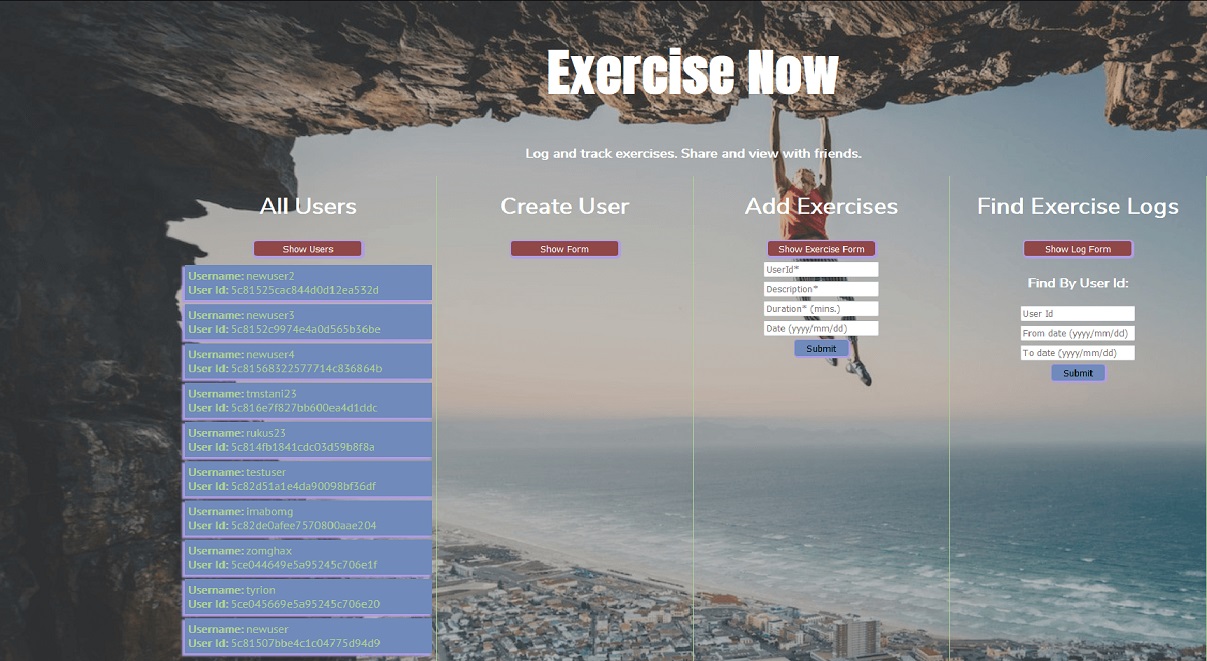 Exercise Now
Log and track exercises. Share and view with friends.
All Users
Show Users
Username: newuser2
User Id: 5c81525cac844d0d12ea532d
Username: newuser3
User Id: 5c8152c9974e4a0d565b36be
Username: newuser4
User Id: 5c81568322577714c836864b
Username: tmstani23
User Id: 5c816e7f827bb600ea4d1ddc
Username: rukus23
User Id: 5c814fb1841cdc03d59b8f8a
Username: testuser
User Id: 5c82d51a1e4da90098bf36df
Username: imabomg
User Id: 5c82de0afee7570800aae204
Username: zomghax
User Id: 5ce044649e5a95245c706e1f
Username: tyrion
User Id: 5ce045669e5a95245c706e20
Username: newuser
User Id: 5c81507bbe4c1c04775d94d9
Create User
Show Form
Add Exercises
Show Exercise Form
UserId*
Description*
Duration* (mins.)
Date (yyyy/mm/dd)
Submit
Find Exercise Logs
Show Log Form
Find By User Id:
User Id
From date (yyyy/mm/dd)
To date (yyyy/mm/dd)
Submit